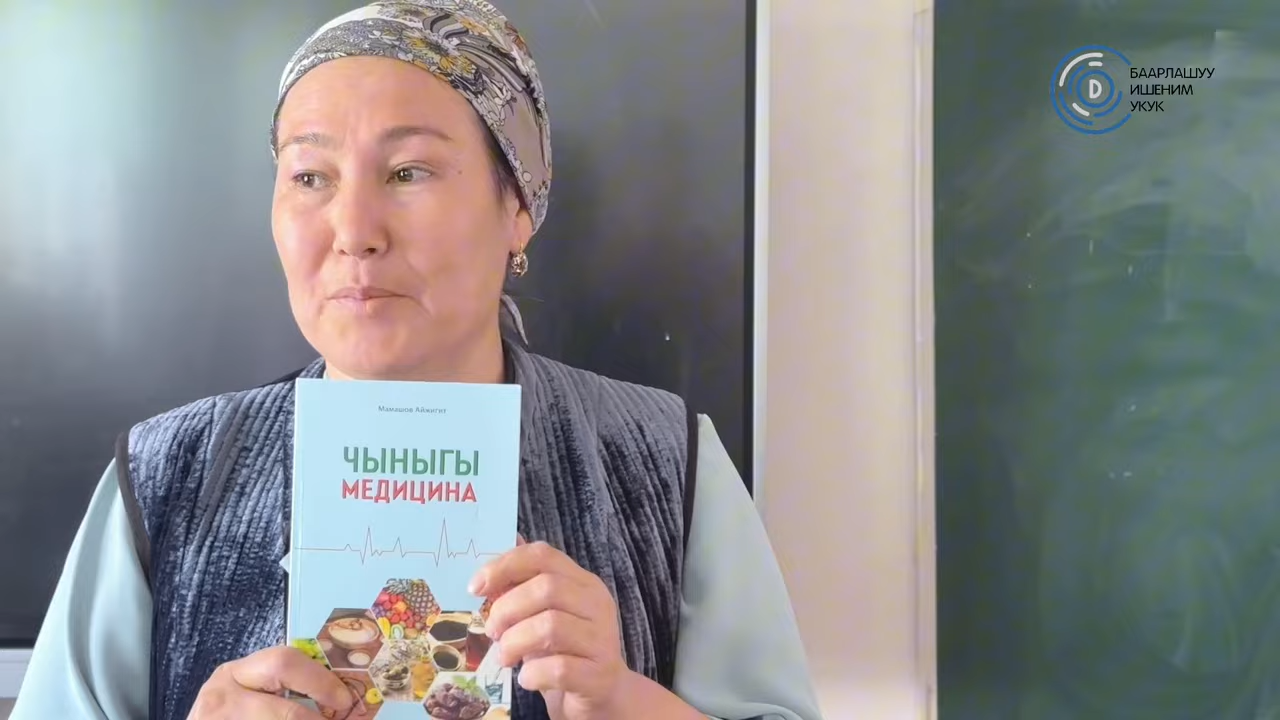 БААРЛАШУУ
ИШЕНИМ
УКУК
Мамашов Айжигит
ЧЫНЫГЫ
МЕДИЦИНА